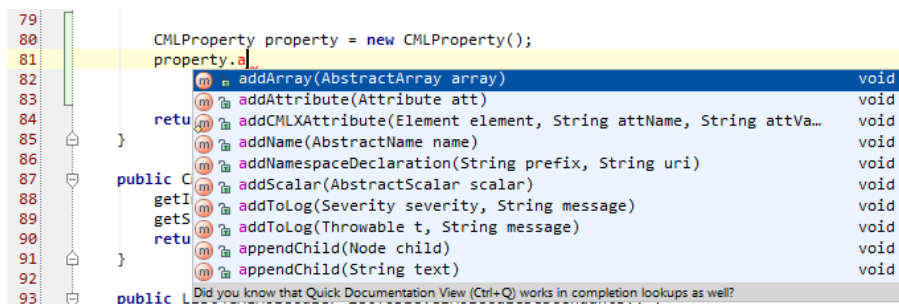 79
80 CMLProperty property = new CMLProperty();
81 property.a
82 m addArray(AbstractArray array) void
83 m addAttribute(Attribute att) void
84 retu m addCMLXAttribute(Element element, String attName, String attVa… void
85 } m addName(AbstractName name) void
86 m addNamespaceDeclaration(String prefix, String uri) void
87 public C m addScalar(AbstractScalar scalar) void
88 getI m addToLog(Severity severity, String message) void
89 getS m addToLog(Throwable t, String message) void
90 retu m appendChild(Node child) void
91 } m appendChild(String text) void
92 Did you know that Quick Documentation View (Ctrl+Q) works in completion lookups as well?
93 public L